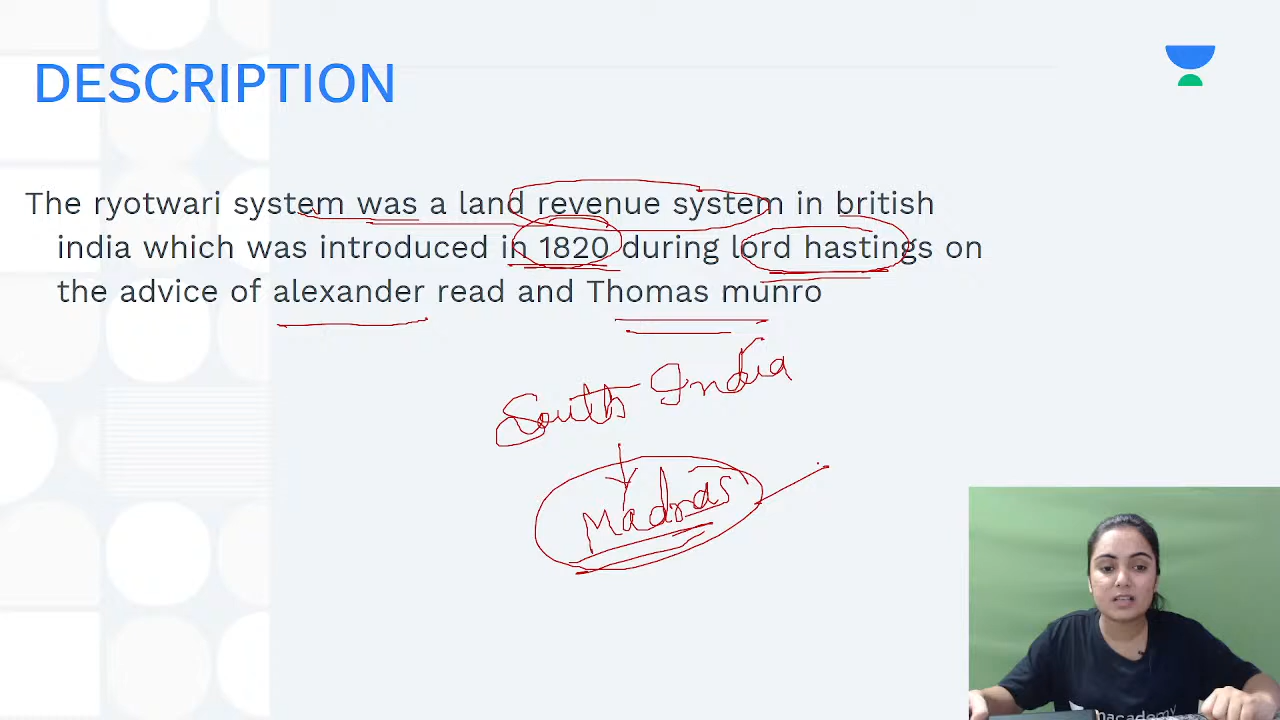 DESCRIPTION
The ryotwari system was a land revenue system in british
india which was introduced in 1820 during lord hastings on
the advice of alexander read and Thomas munro
South India
Madras
nacademy